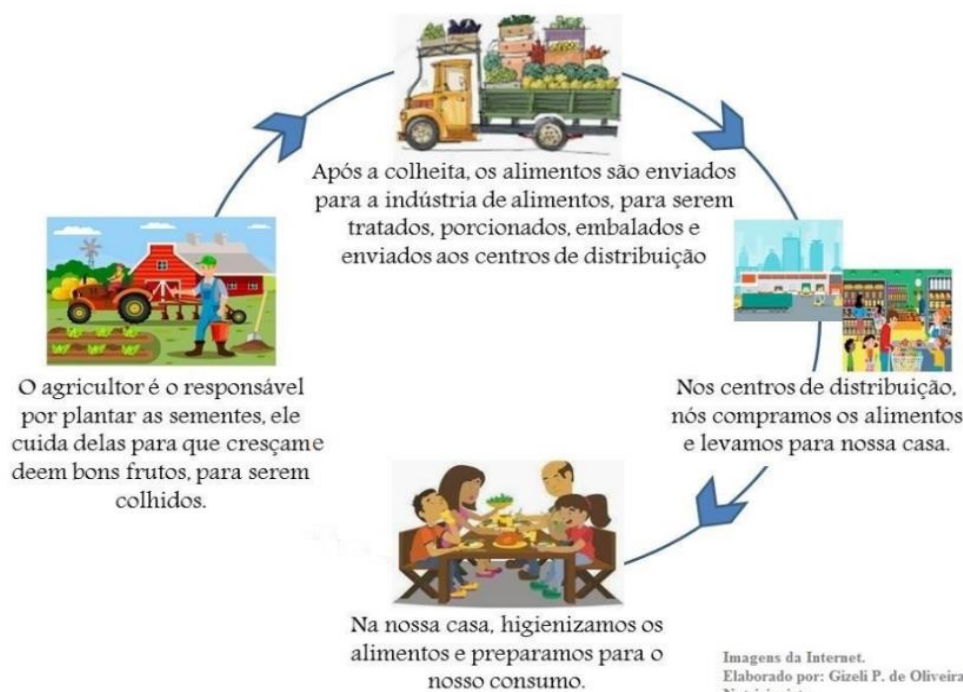 Após a colheita, os alimentos são enviados
para a indústria de alimentos, para serem
tratados, porcionados, embalados e
enviados aos centros de distribuição
O agricultor é o responsável
por plantar as sementes, ele
cuida delas para que cresçam e
deem bons frutos, para serem
colhidos.
Nos centros de distribuição,
nós compramos os alimentos
e levamos para nossa casa.
Na nossa casa, higienizamos os
alimentos e preparamos para o
nosso consumo.
Imagens da Internet.
Elaborado por: Gizeli P. de Oliveira